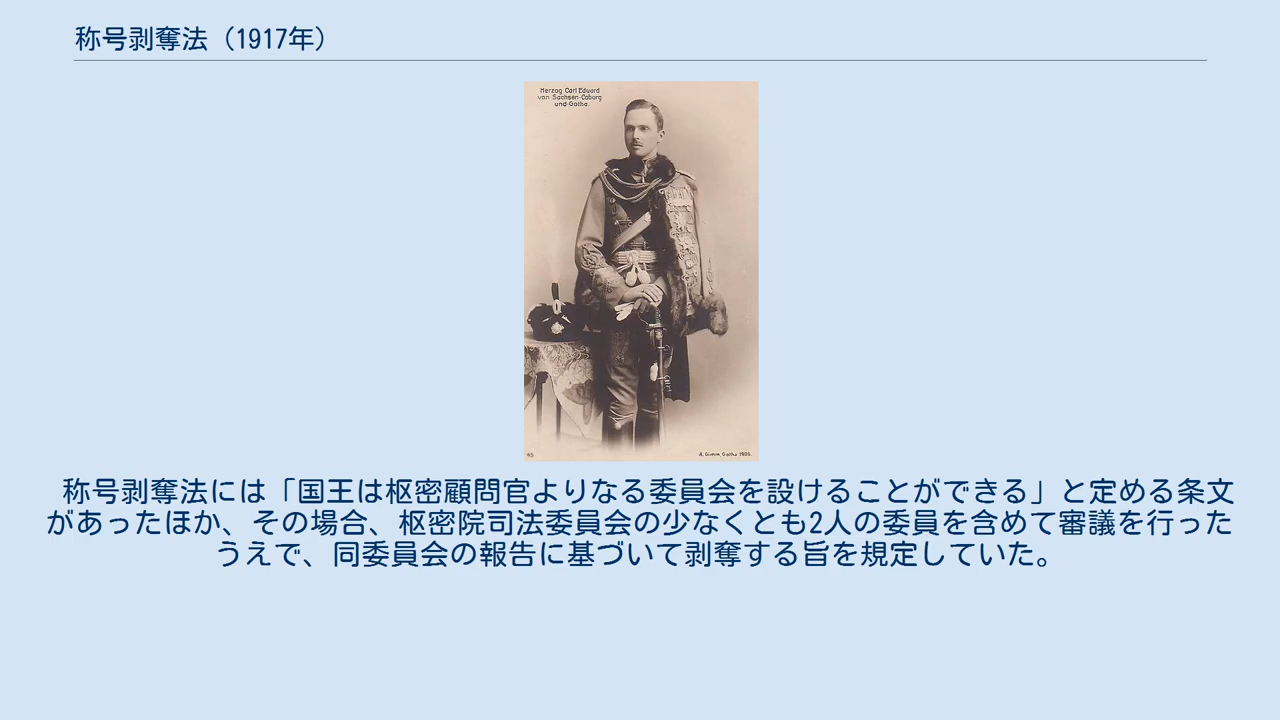 称号剥奪法（1917年）
Herzog Carl Eduard
von Sachsen-Coburg
und-Gotha.
称号剥奪法には「国王は枢密顧問官よりなる委員会を設けることができる」と定める条文
があったほか、その場合、枢密院司法委員会の少なくとも2人の委員を含めて審議を行った
うえで、同委員会の報告に基づいて剥奪する旨を規定していた。